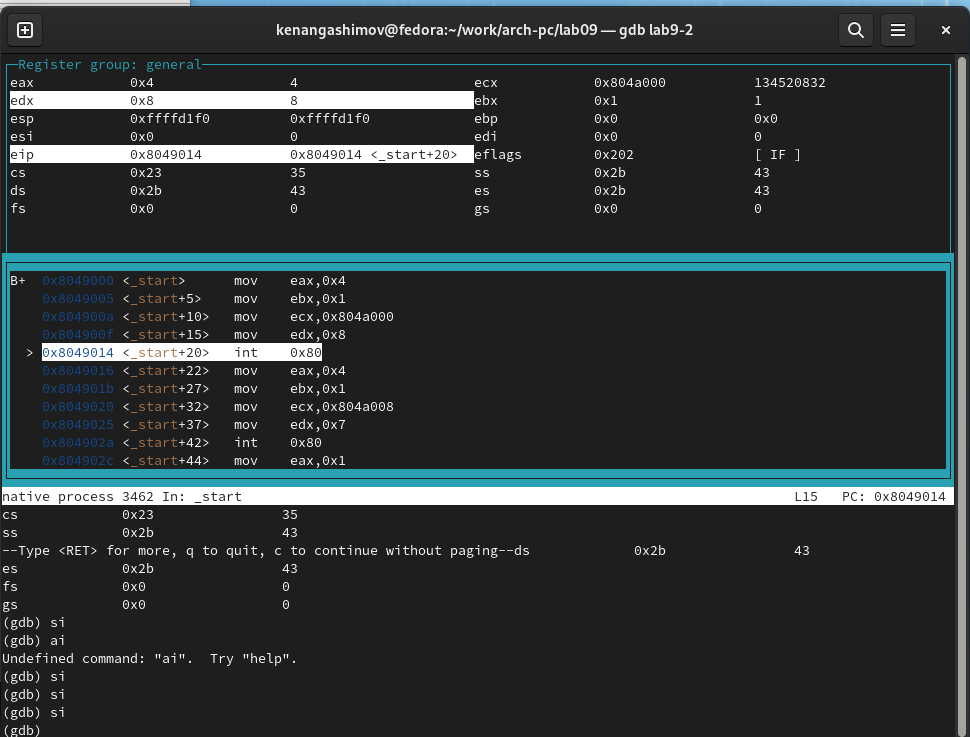 kenangashimov@fedora:~/work/arch-pc/lab09 — gdb lab9-2
Register group: general
eax 0x4 4 ecx 0x804a000 134520832
edx 0x8 8 ebx 0x1 1
esp 0xffffd1f0 0xffffd1f0 ebp 0x0 0x0
esi 0x0 0 edi 0x0 0
eip 0x8049014 0x8049014 <_start+20> eflags 0x202 [ IF ]
cs 0x23 35 ss 0x2b 43
ds 0x2b 43 es 0x2b 43
fs 0x0 0 gs 0x0 0
B+ 0x8049000 <_start> mov eax,0x4
0x8049005 <_start+5> mov ebx,0x1
0x804900a <_start+10> mov ecx,0x804a000
0x804900f <_start+15> mov edx,0x8
> 0x8049014 <_start+20> int 0x80
0x8049016 <_start+22> mov eax,0x4
0x804901b <_start+27> mov ebx,0x1
0x8049020 <_start+32> mov ecx,0x804a008
0x8049025 <_start+37> mov edx,0x7
0x804902a <_start+42> int 0x80
0x804902c <_start+44> mov eax,0x1
native process 3462 In: _start L15 PC: 0x8049014
cs 0x23 35
ss 0x2b 43
--Type <RET> for more, q to quit, c to continue without paging--ds 0x2b 43
es 0x2b 43
fs 0x0 0
gs 0x0 0
(gdb) si
(gdb) ai
Undefined command: "ai".  Try "help".
(gdb) si
(gdb) si
(gdb) si
(gdb)